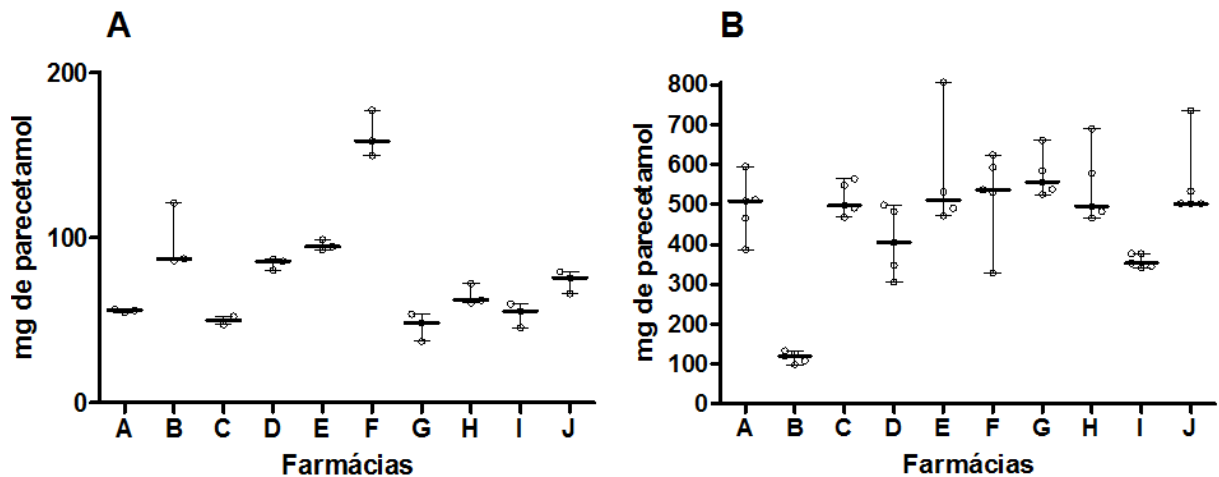 A
mg de parecetamol
200
100
0
A B C D E F G H I J
Farmácias
B
mg de parecetamol
800
700
600
500
400
300
200
100
0
A B C D E F G H I J
Farmácias